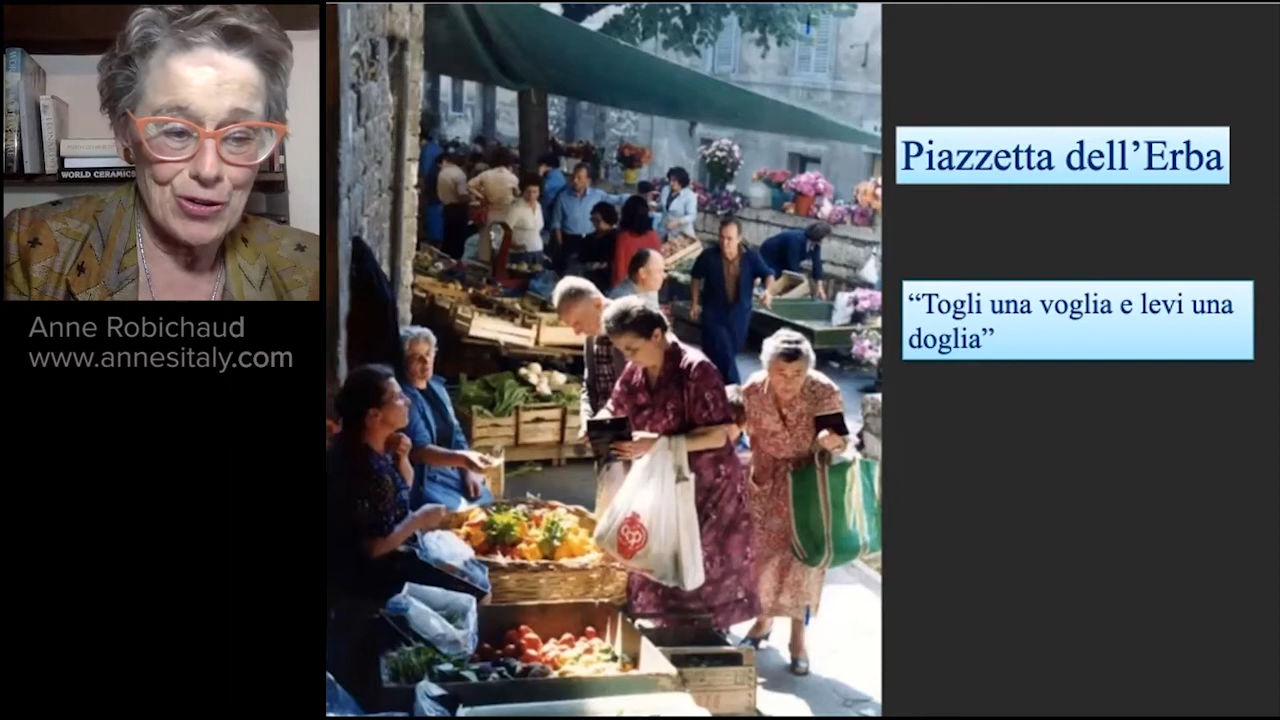 WORLD CERAMICS
Anne Robichaud
www.annesitaly.com
Piazzetta dell’Erba
“Togli una voglia e levi una
doglia”